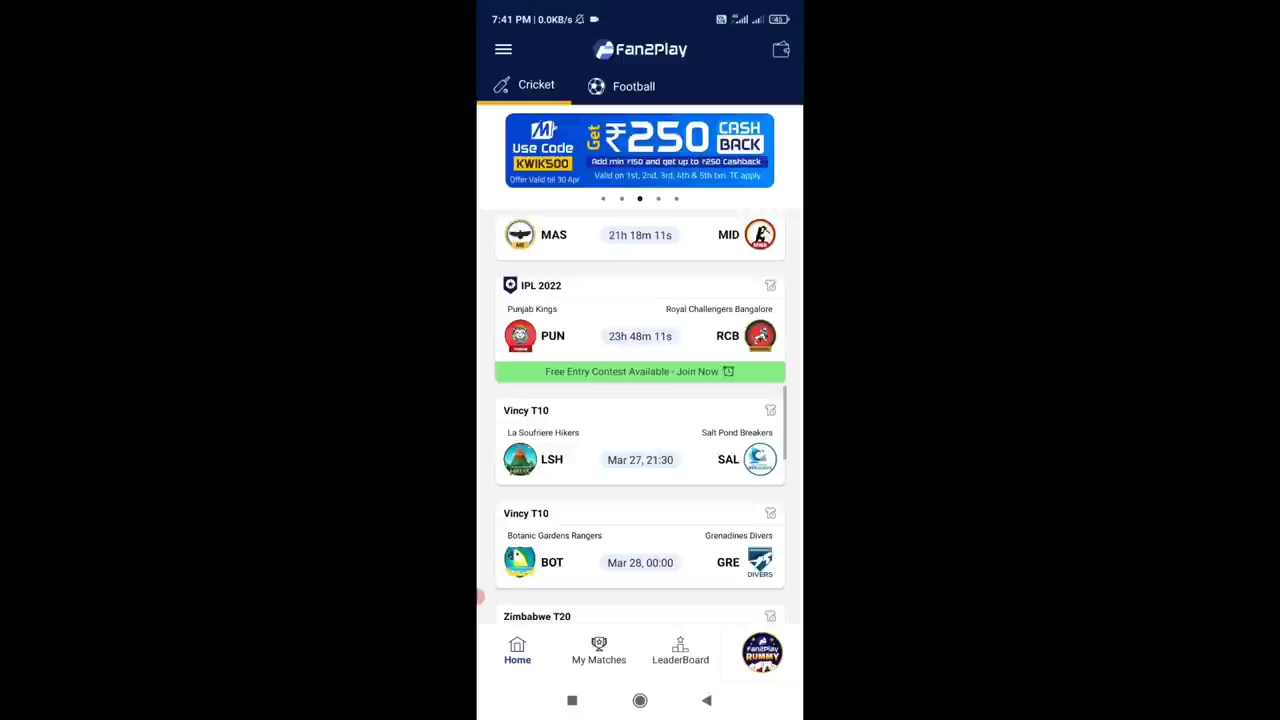 7:41 PM | 0.0KB/s
45
Fan2Play
Cricket
Football
Use Code
KWIK500
Offer Valid till 30 Apr
Get ₹250 CASH BACK
Add min ₹150 and get up to ₹250 Cashback
Valid on 1st, 2nd, 3rd, 4th & 5th txn. TC apply
MAS
21h 18m 11s
MID
IPL 2022
Punjab Kings
Royal Challengers Bangalore
PUN
23h 48m 11s
RCB
Free Entry Contest Available - Join Now
Vincy T10
La Soufriere Hikers
Salt Pond Breakers
LSH
Mar 27, 21:30
SAL
Vincy T10
Botanic Gardens Rangers
Grenadines Divers
BOT
Mar 28, 00:00
GRE
DIVERS
Zimbabwe T20
Home
My Matches
LeaderBoard
Fan2Play
RUMMY